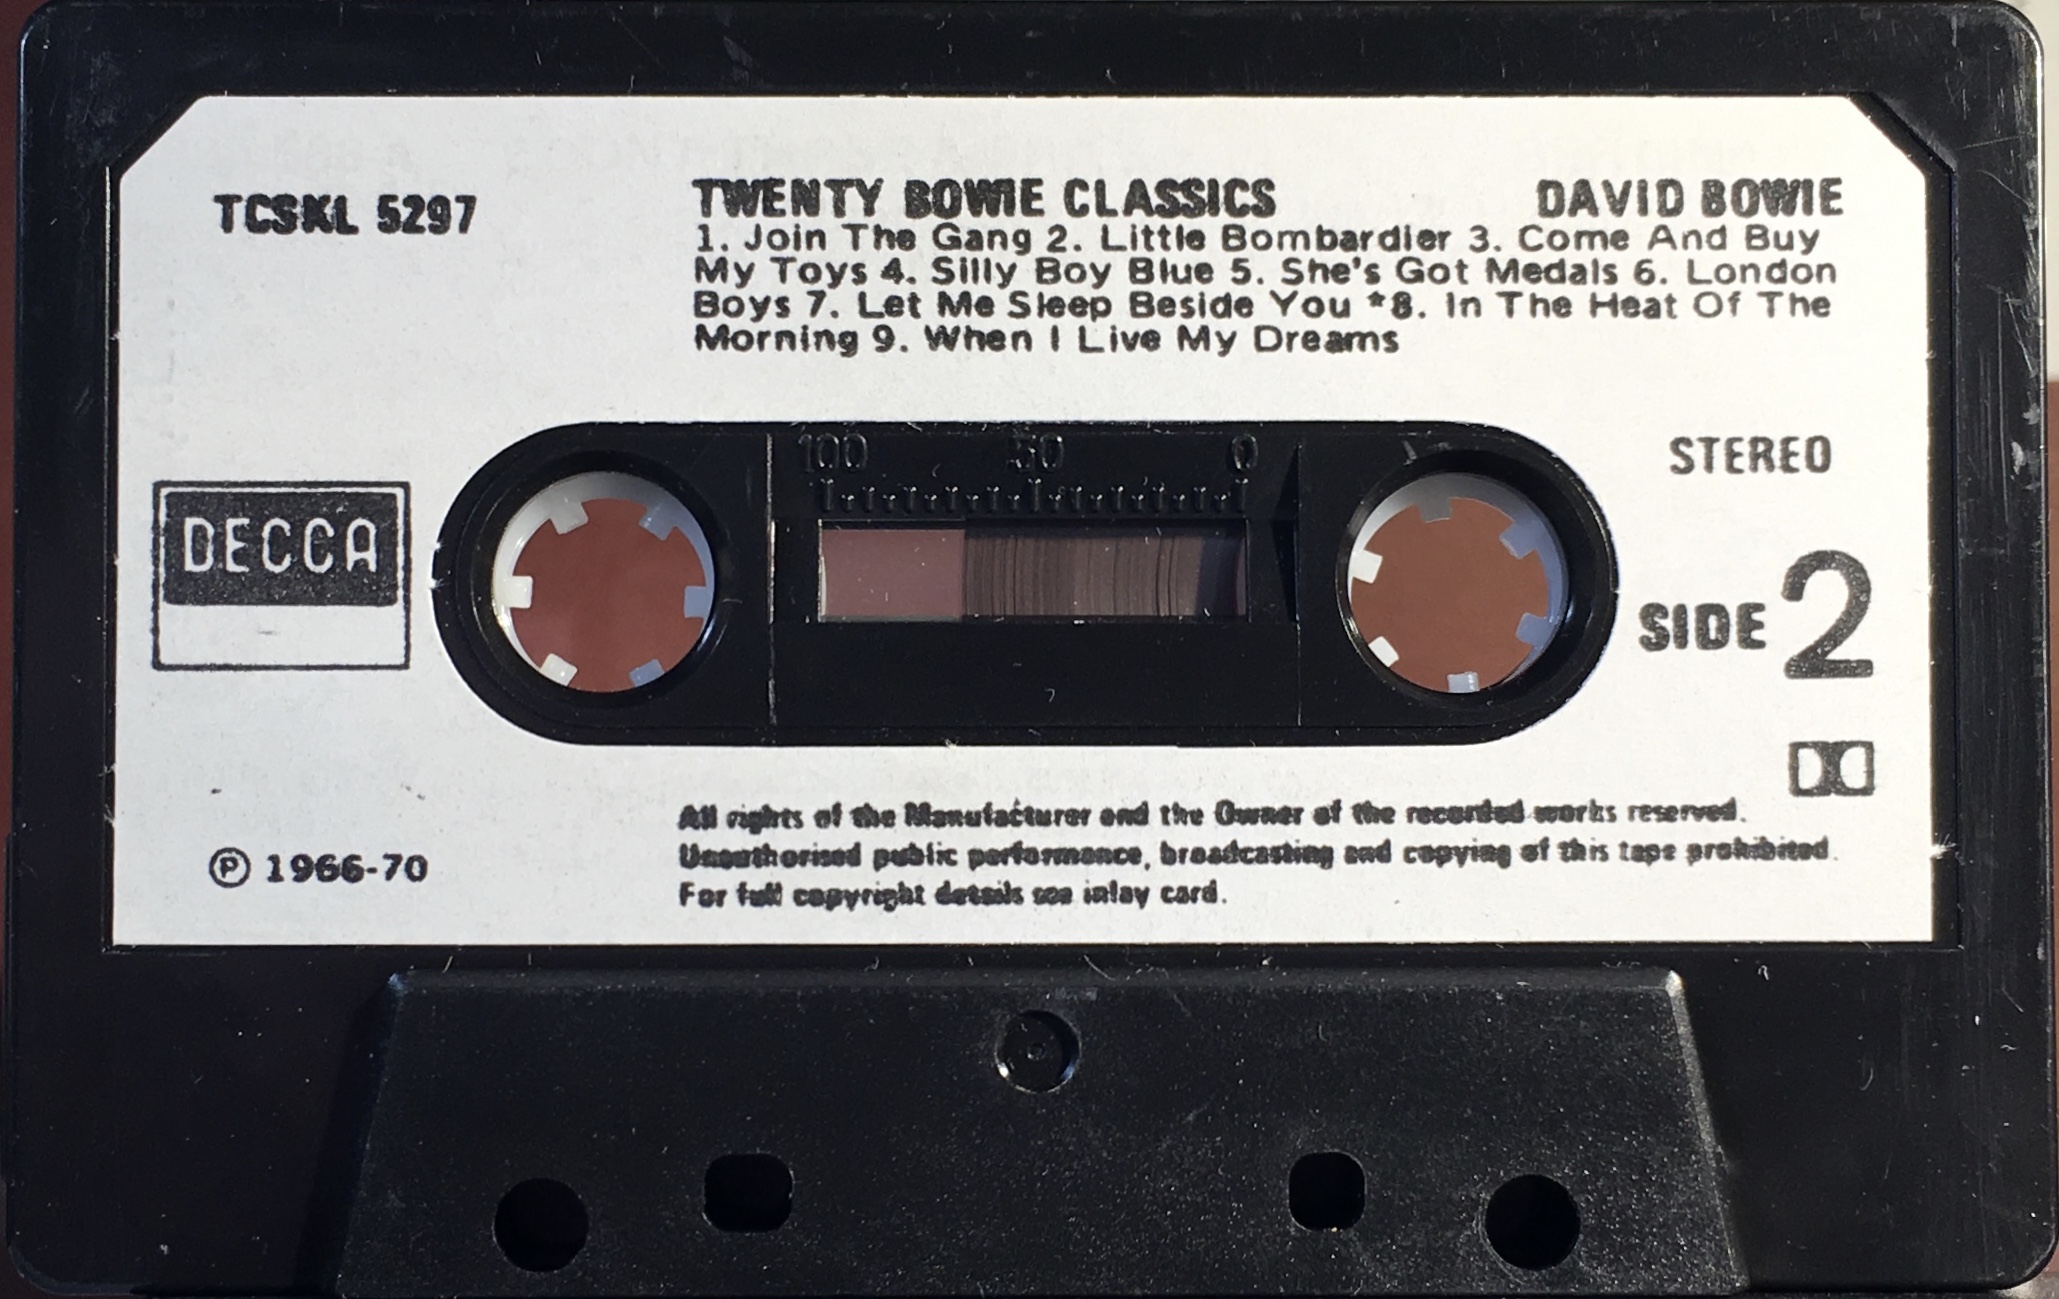 TCSKL 5297
TWENTY BOWIE CLASSICS DAVID BOWIE
1. Join The Gang 2. Little Bombardier 3. Come And Buy
My Toys 4. Silly Boy Blue 5. She's Got Medals 6. London
Boys 7. Let Me Sleep Beside You *8. In The Heat Of The
Morning 9. When I Live My Dreams
100 50 0
STEREO
DECCA
SIDE 2
All rights of the Manufacturer and the Owner of the recorded works reserved.
Unauthorised public performance, broadcasting and copying of this tape prohibited.
For full copyright details see inlay card.
℗ 1966-70